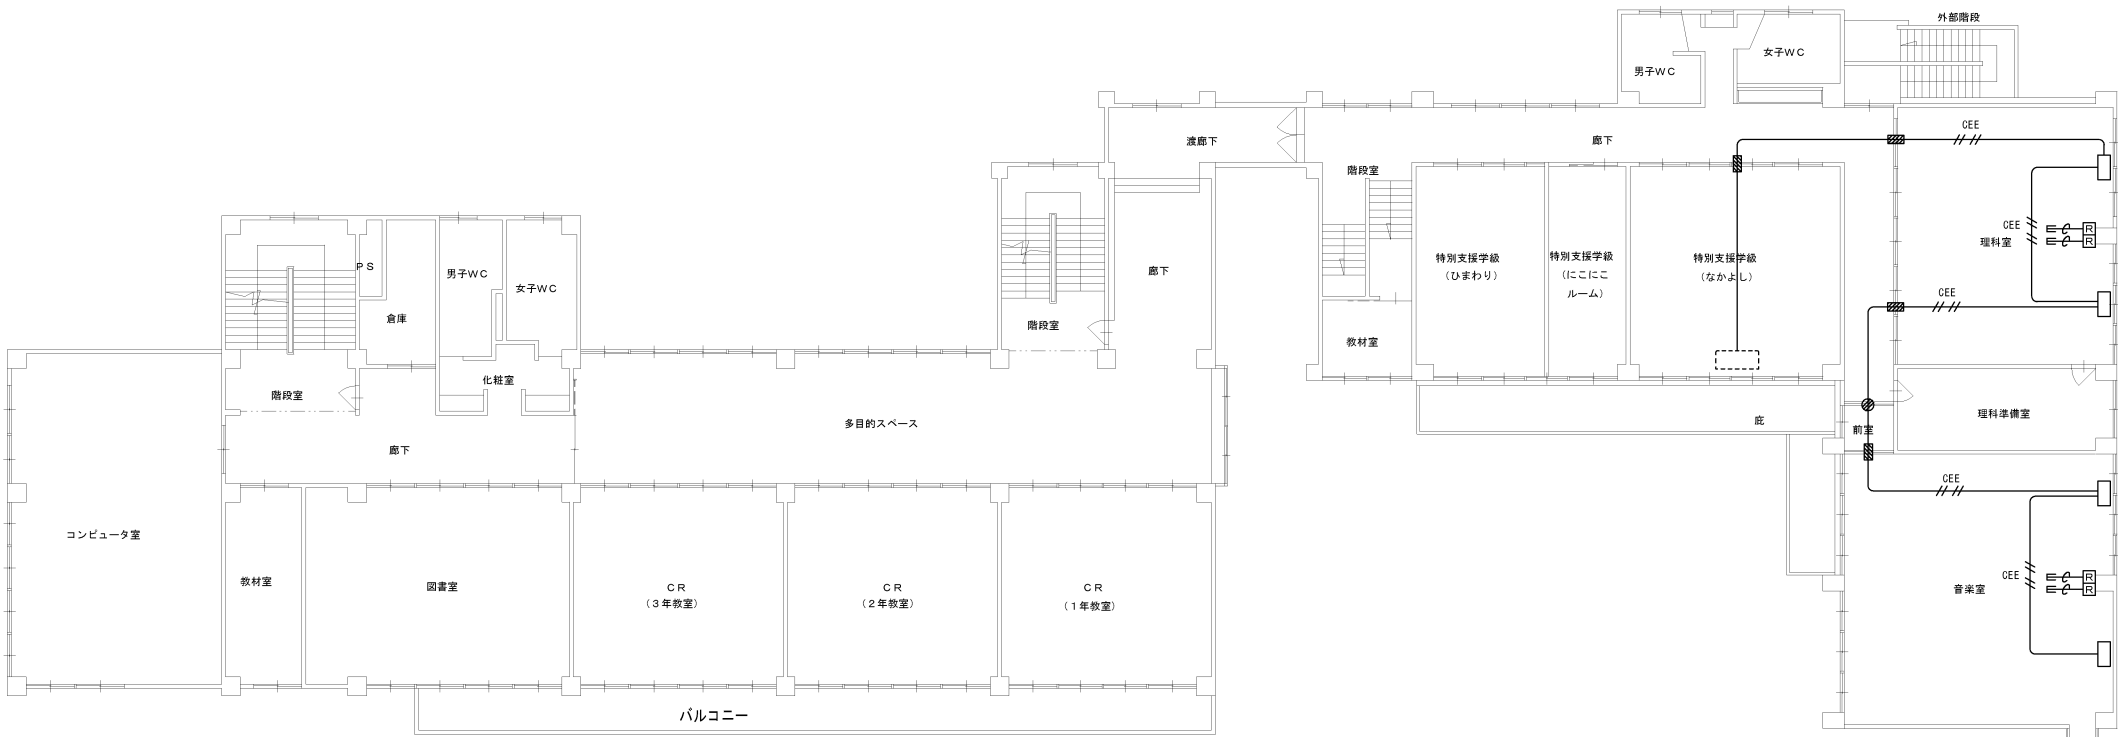 外部階段
女子ＷＣ
男子ＷＣ
CEE
渡廊下
廊下
階段室
CEE
R
R
理科室
特別支援学級
（ひまわり）
特別支援学級
（にこにこ
ルーム）
特別支援学級
（なかよし）
ＰＳ
男子ＷＣ
女子ＷＣ
廊下
CEE
倉庫
階段室
教材室
化粧室
階段室
理科準備室
庇
多目的スペース
前室
廊下
CEE
コンピュータ室
教材室
図書室
ＣＲ
（３年教室）
ＣＲ
（２年教室）
ＣＲ
（１年教室）
CEE
R
R
音楽室
バルコニー